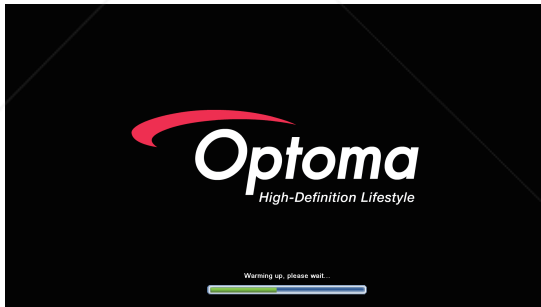 Optoma
High-Definition Lifestyle
Warming up, please wait...